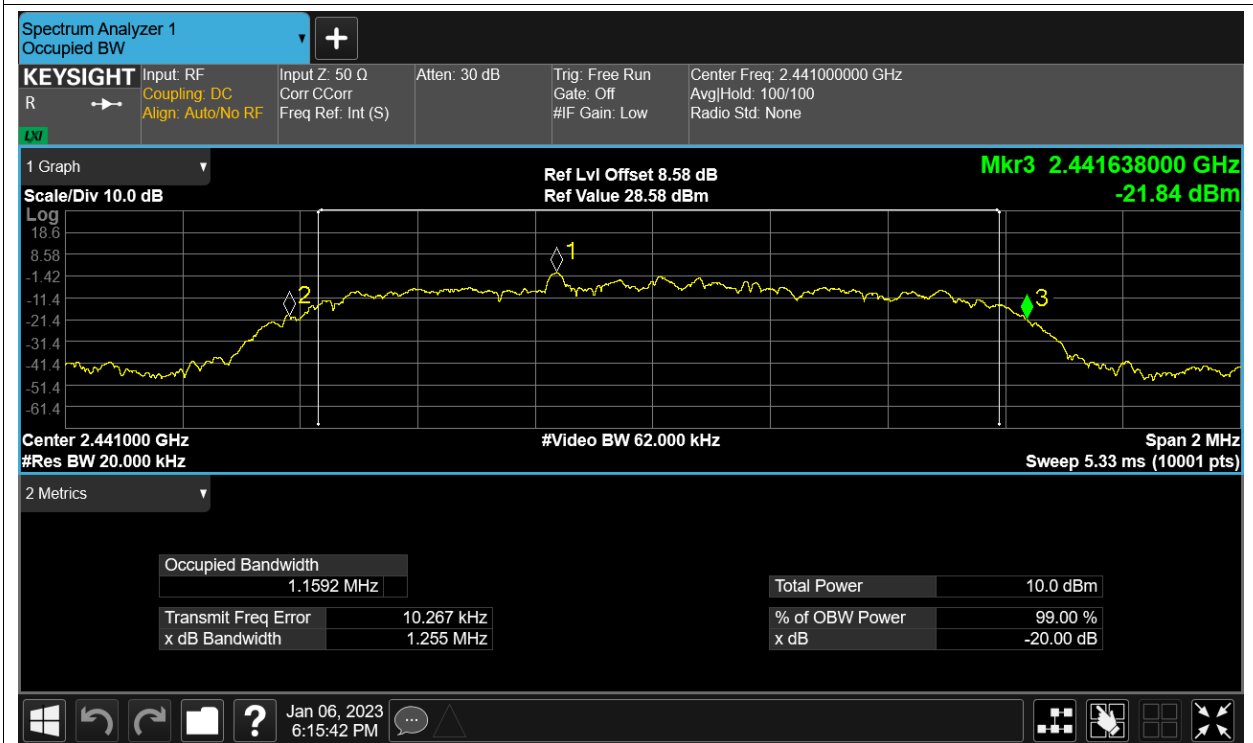 Spectrum Analyzer 1
Occupied BW
KEYSIGHT
R
LXI
Input: RF
Coupling: DC
Align: Auto/No RF
Input Z: 50 Ω
Corr CCorr
Freq Ref: Int (S)
Atten: 30 dB
Trig: Free Run
Gate: Off
#IF Gain: Low
Center Freq: 2.441000000 GHz
Avg|Hold: 100/100
Radio Std: None
1 Graph
Scale/Div 10.0 dB
Ref Lvl Offset 8.58 dB
Ref Value 28.58 dBm
Mkr3 2.441638000 GHz
-21.84 dBm
Log
18.6
8.58
-1.42
-11.4
-21.4
-31.4
-41.4
-51.4
-61.4
1
2
3
Center 2.441000 GHz
#Video BW 62.000 kHz
Span 2 MHz
#Res BW 20.000 kHz
Sweep 5.33 ms (10001 pts)
2 Metrics
Occupied Bandwidth
1.1592 MHz
Transmit Freq Error 10.267 kHz
x dB Bandwidth 1.255 MHz
Total Power 10.0 dBm
% of OBW Power 99.00 %
x dB -20.00 dB
?
Jan 06, 2023
6:15:42 PM